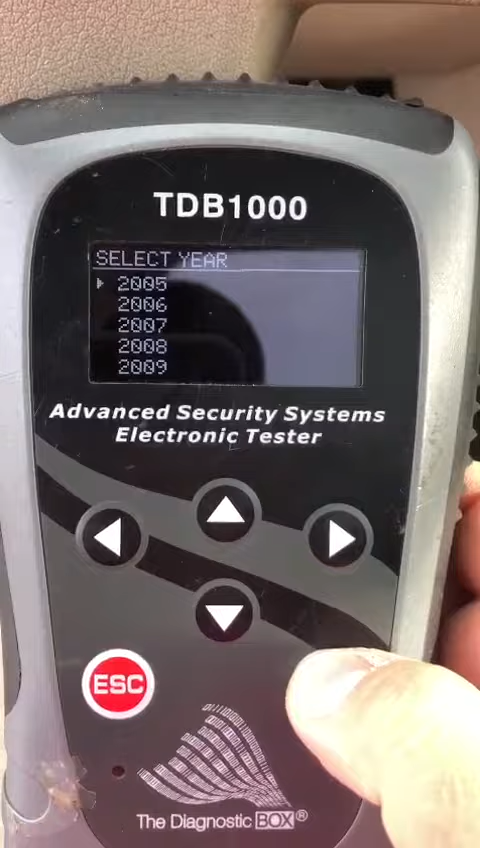 TDB1000
SELECT YEAR
2005
2006
2007
2008
2009
Advanced Security Systems
Electronic Tester
ESC
The Diagnostic BOX®